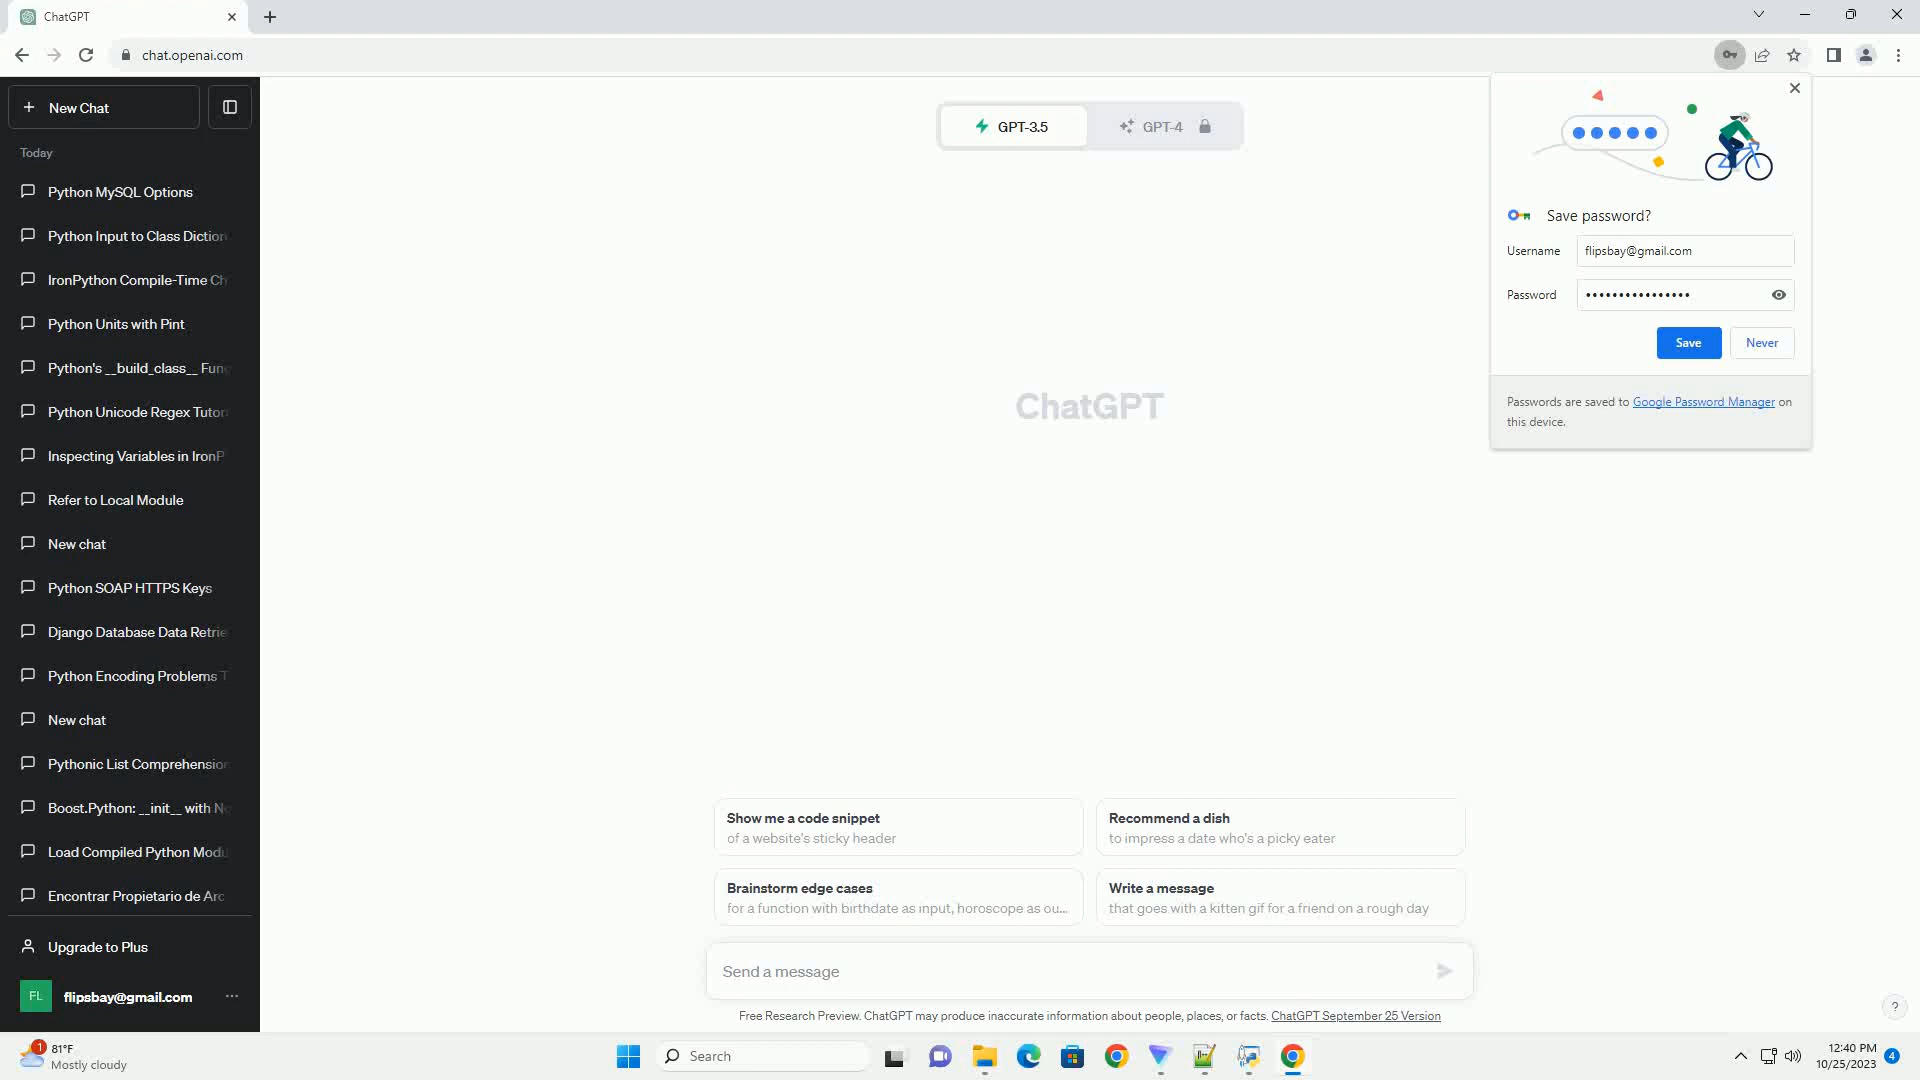 ChatGPT
chat.openai.com
New Chat
Today
Python MySQL Options
Python Input to Class Diction
IronPython Compile-Time Ch
Python Units with Pint
Python's __build_class__ Fun
Python Unicode Regex Tutor
Inspecting Variables in IronP
Refer to Local Module
New chat
Python SOAP HTTPS Keys
Django Database Data Retrie
Python Encoding Problems T
New chat
Pythonic List Comprehension
Boost.Python: __init__ with No
Load Compiled Python Modu
Encontrar Propietario de Arc
Upgrade to Plus
FL
flipsbay@gmail.com
GPT-3.5
GPT-4
ChatGPT
Show me a code snippet
of a website's sticky header
Recommend a dish
to impress a date who's a picky eater
Brainstorm edge cases
for a function with birthdate as input, horoscope as ou...
Write a message
that goes with a kitten gif for a friend on a rough day
Send a message
Free Research Preview. ChatGPT may produce inaccurate information about people, places, or facts. ChatGPT September 25 Version
?
Save password?
Username
flipsbay@gmail.com
Password
••••••••••••••••
Save
Never
Passwords are saved to Google Password Manager on
this device.
1
81°F
Mostly cloudy
Search
12:40 PM
10/25/2023
4